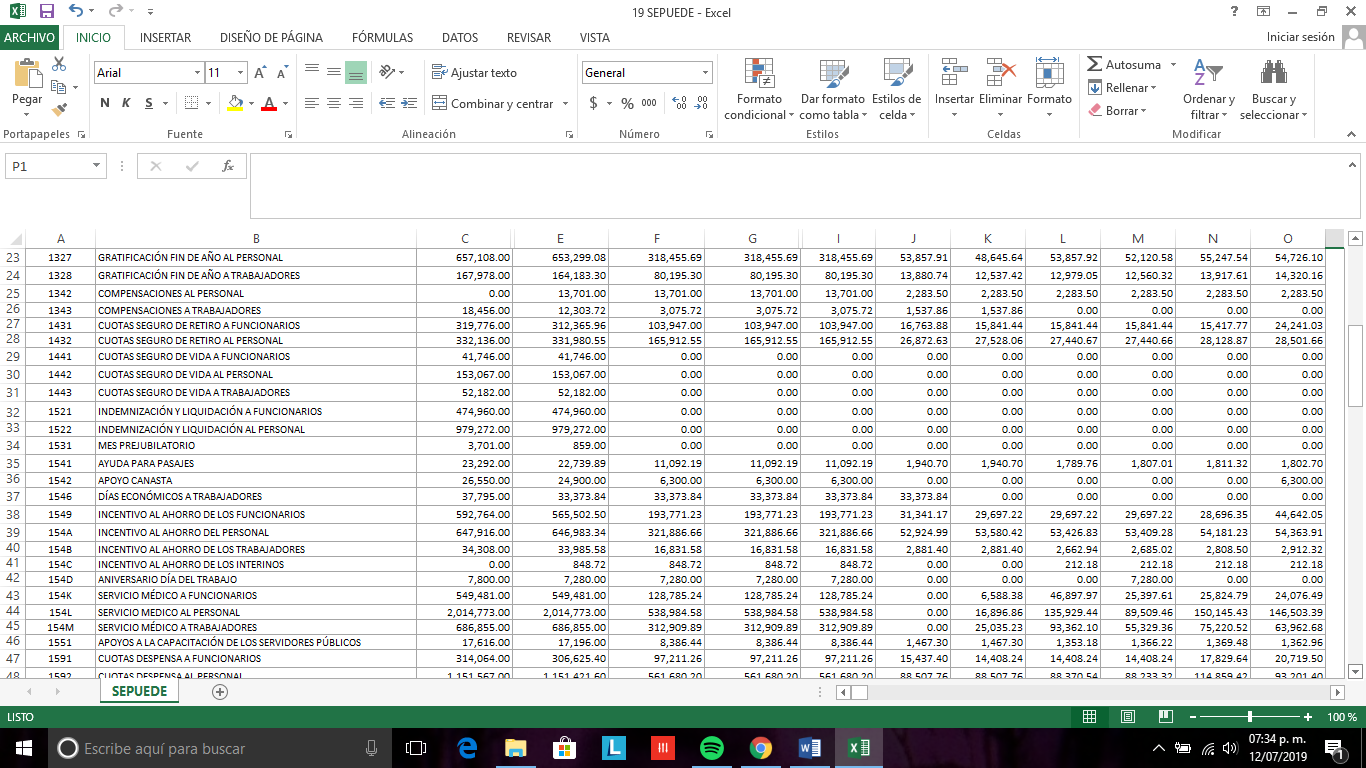 19 SEPUEDE - Excel
ARCHIVO INICIO INSERTAR DISEÑO DE PÁGINA FÓRMULAS DATOS REVISAR VISTA Iniciar sesión
Arial 11 Ajustar texto General Autosuma
Pegar Formato condicional Dar formato como tabla Estilos de celda Insertar Eliminar Formato Rellenar Ordenar y filtrar Buscar y seleccionar
N K S Combinar y centrar $ % 000 Borrar
Portapapeles Fuente Alineación Número Estilos Celdas Modificar
P1 fx
A B C E F G I J K L M N O
23 1327 GRATIFICACIÓN FIN DE AÑO AL PERSONAL 657,108.00 653,299.08 318,455.69 318,455.69 318,455.69 53,857.91 48,645.64 53,857.92 52,120.58 55,247.54 54,726.10
24 1328 GRATIFICACIÓN FIN DE AÑO A TRABAJADORES 167,978.00 164,183.30 80,195.30 80,195.30 80,195.30 13,880.74 12,537.42 12,979.05 12,560.32 13,917.61 14,320.16
25 1342 COMPENSACIONES AL PERSONAL 0.00 13,701.00 13,701.00 13,701.00 13,701.00 2,283.50 2,283.50 2,283.50 2,283.50 2,283.50 2,283.50
26 1343 COMPENSACIONES A TRABAJADORES 18,456.00 12,303.72 3,075.72 3,075.72 3,075.72 1,537.86 1,537.86 0.00 0.00 0.00 0.00
27 1431 CUOTAS SEGURO DE RETIRO A FUNCIONARIOS 319,776.00 312,365.96 103,947.00 103,947.00 103,947.00 16,763.88 15,841.44 15,841.44 15,841.44 15,417.77 24,241.03
28 1432 CUOTAS SEGURO DE RETIRO AL PERSONAL 332,136.00 331,980.55 165,912.55 165,912.55 165,912.55 26,872.63 27,528.06 27,440.67 27,440.66 28,128.87 28,501.66
29 1441 CUOTAS SEGURO DE VIDA A FUNCIONARIOS 41,746.00 41,746.00 0.00 0.00 0.00 0.00 0.00 0.00 0.00 0.00 0.00
30 1442 CUOTAS SEGURO DE VIDA AL PERSONAL 153,067.00 153,067.00 0.00 0.00 0.00 0.00 0.00 0.00 0.00 0.00 0.00
31 1443 CUOTAS SEGURO DE VIDA A TRABAJADORES 52,182.00 52,182.00 0.00 0.00 0.00 0.00 0.00 0.00 0.00 0.00 0.00
32 1521 INDEMNIZACIÓN Y LIQUIDACIÓN A FUNCIONARIOS 474,960.00 474,960.00 0.00 0.00 0.00 0.00 0.00 0.00 0.00 0.00 0.00
33 1522 INDEMNIZACIÓN Y LIQUIDACIÓN AL PERSONAL 979,272.00 979,272.00 0.00 0.00 0.00 0.00 0.00 0.00 0.00 0.00 0.00
34 1531 MES PREJUBILATORIO 3,701.00 859.00 0.00 0.00 0.00 0.00 0.00 0.00 0.00 0.00 0.00
35 1541 AYUDA PARA PASAJES 23,292.00 22,739.89 11,092.19 11,092.19 11,092.19 1,940.70 1,940.70 1,789.76 1,807.01 1,811.32 1,802.70
36 1542 APOYO CANASTA 26,550.00 24,900.00 6,300.00 6,300.00 6,300.00 0.00 0.00 0.00 0.00 0.00 6,300.00
37 1546 DÍAS ECONÓMICOS A TRABAJADORES 37,795.00 33,373.84 33,373.84 33,373.84 33,373.84 33,373.84 0.00 0.00 0.00 0.00 0.00
38 1549 INCENTIVO AL AHORRO DE LOS FUNCIONARIOS 592,764.00 565,502.50 193,771.23 193,771.23 193,771.23 31,341.17 29,697.22 29,697.22 29,697.22 28,696.35 44,642.05
39 154A INCENTIVO AL AHORRO DEL PERSONAL 647,916.00 646,983.34 321,886.66 321,886.66 321,886.66 52,924.99 53,580.42 53,426.83 53,409.28 54,181.23 54,363.91
40 154B INCENTIVO AL AHORRO DE LOS TRABAJADORES 34,308.00 33,985.58 16,831.58 16,831.58 16,831.58 2,881.40 2,881.40 2,662.94 2,685.02 2,808.50 2,912.32
41 154C INCENTIVO AL AHORRO DE LOS INTERINOS 0.00 848.72 848.72 848.72 848.72 0.00 0.00 212.18 212.18 212.18 212.18
42 154D ANIVERSARIO DÍA DEL TRABAJO 7,800.00 7,280.00 7,280.00 7,280.00 7,280.00 0.00 0.00 0.00 7,280.00 0.00 0.00
43 154K SERVICIO MÉDICO A FUNCIONARIOS 549,481.00 549,481.00 128,785.24 128,785.24 128,785.24 0.00 6,588.38 46,897.97 25,397.61 25,824.79 24,076.49
44 154L SERVICIO MEDICO AL PERSONAL 2,014,773.00 2,014,773.00 538,984.58 538,984.58 538,984.58 0.00 16,896.86 135,929.44 89,509.46 150,145.43 146,503.39
45 154M SERVICIO MÉDICO A TRABAJADORES 686,855.00 686,855.00 312,909.89 312,909.89 312,909.89 0.00 25,035.23 93,362.10 55,329.36 75,220.52 63,962.68
46 1551 APOYOS A LA CAPACITACIÓN DE LOS SERVIDORES PÚBLICOS 17,616.00 17,196.00 8,386.44 8,386.44 8,386.44 1,467.30 1,467.30 1,353.18 1,366.22 1,369.48 1,362.96
47 1591 CUOTAS DESPENSA A FUNCIONARIOS 314,064.00 306,625.40 97,211.26 97,211.26 97,211.26 15,437.40 14,408.24 14,408.24 14,408.24 17,829.64 20,719.50
48 1592 CUOTAS DESPENSA AL PERSONAL 1,151,567.00 1,151,421.60 561,680.20 561,680.20 561,680.20 88,507.76 88,507.76 88,370.54 88,233.32 114,859.42 93,201.40
SEPUEDE
LISTO 100 %
Escribe aquí para buscar 07:34 p. m.
12/07/2019